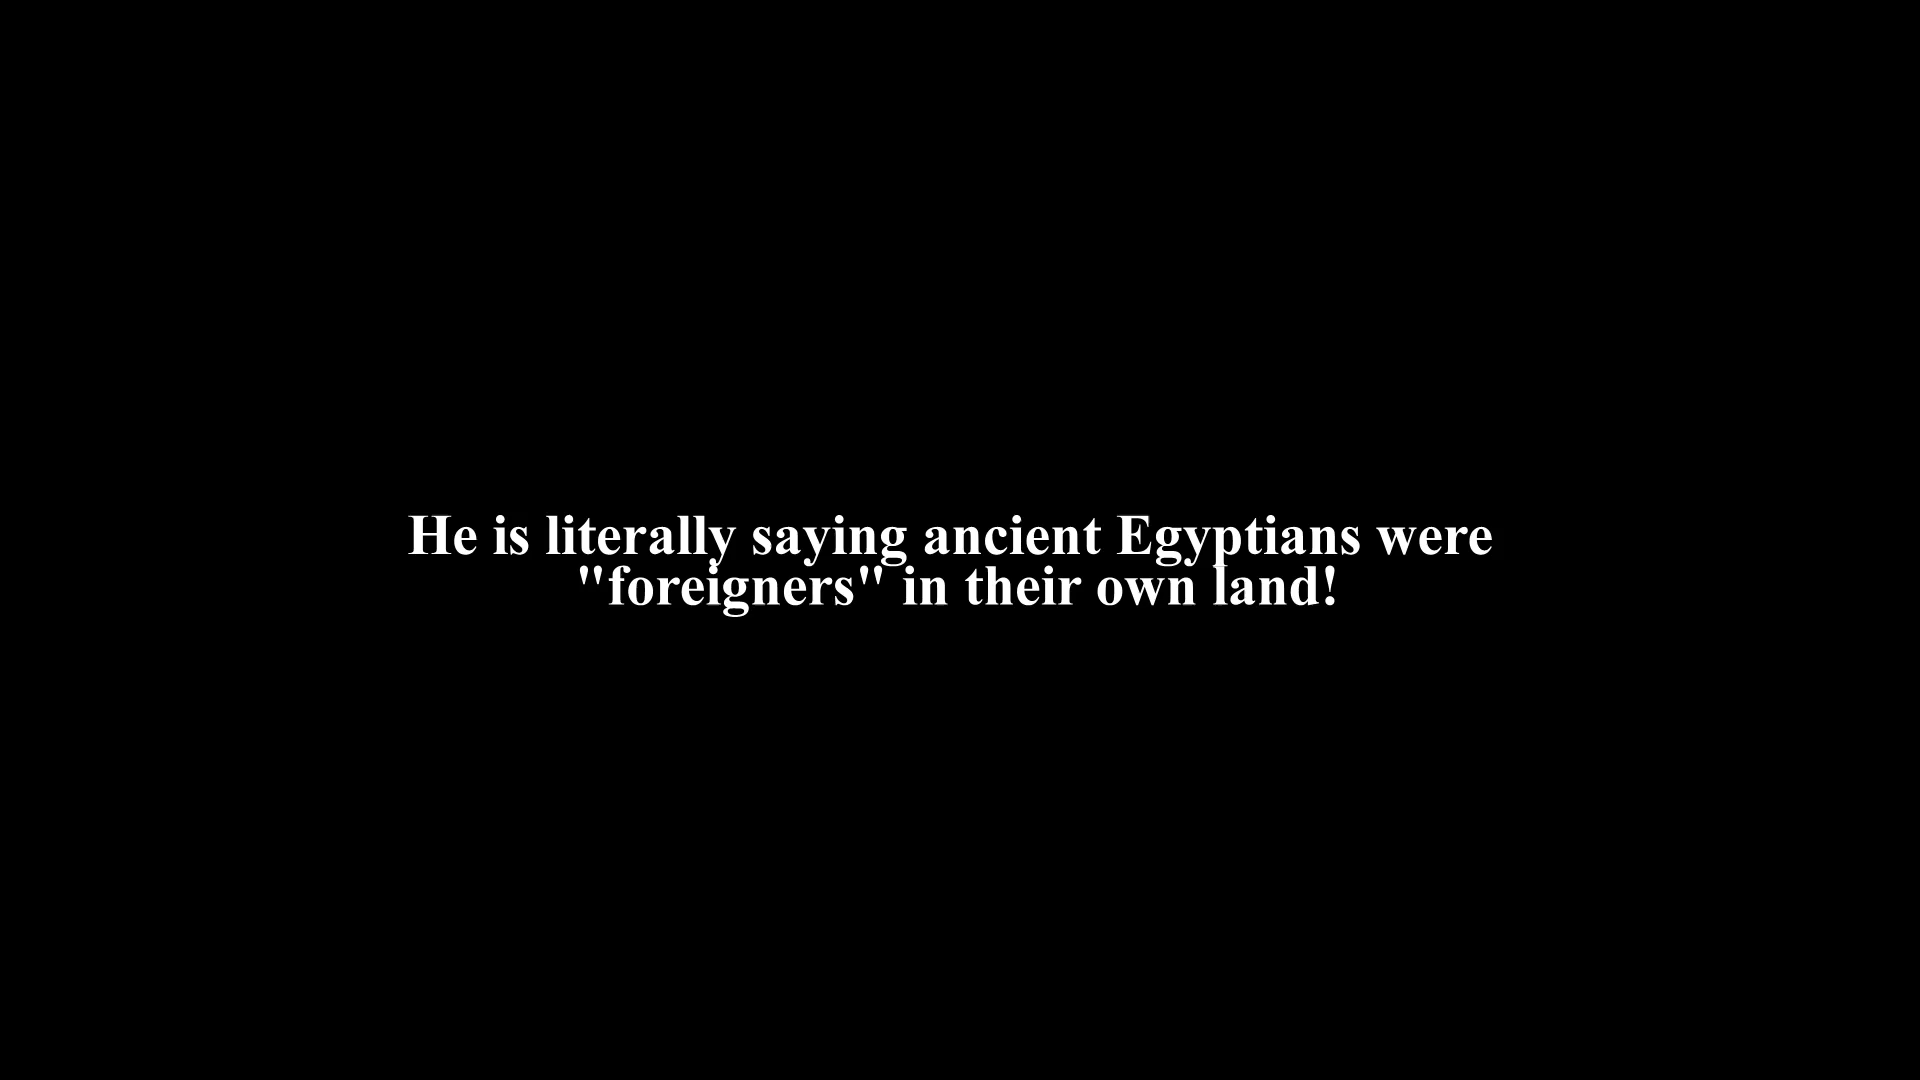 He is literally saying ancient Egyptians were
"foreigners" in their own land!